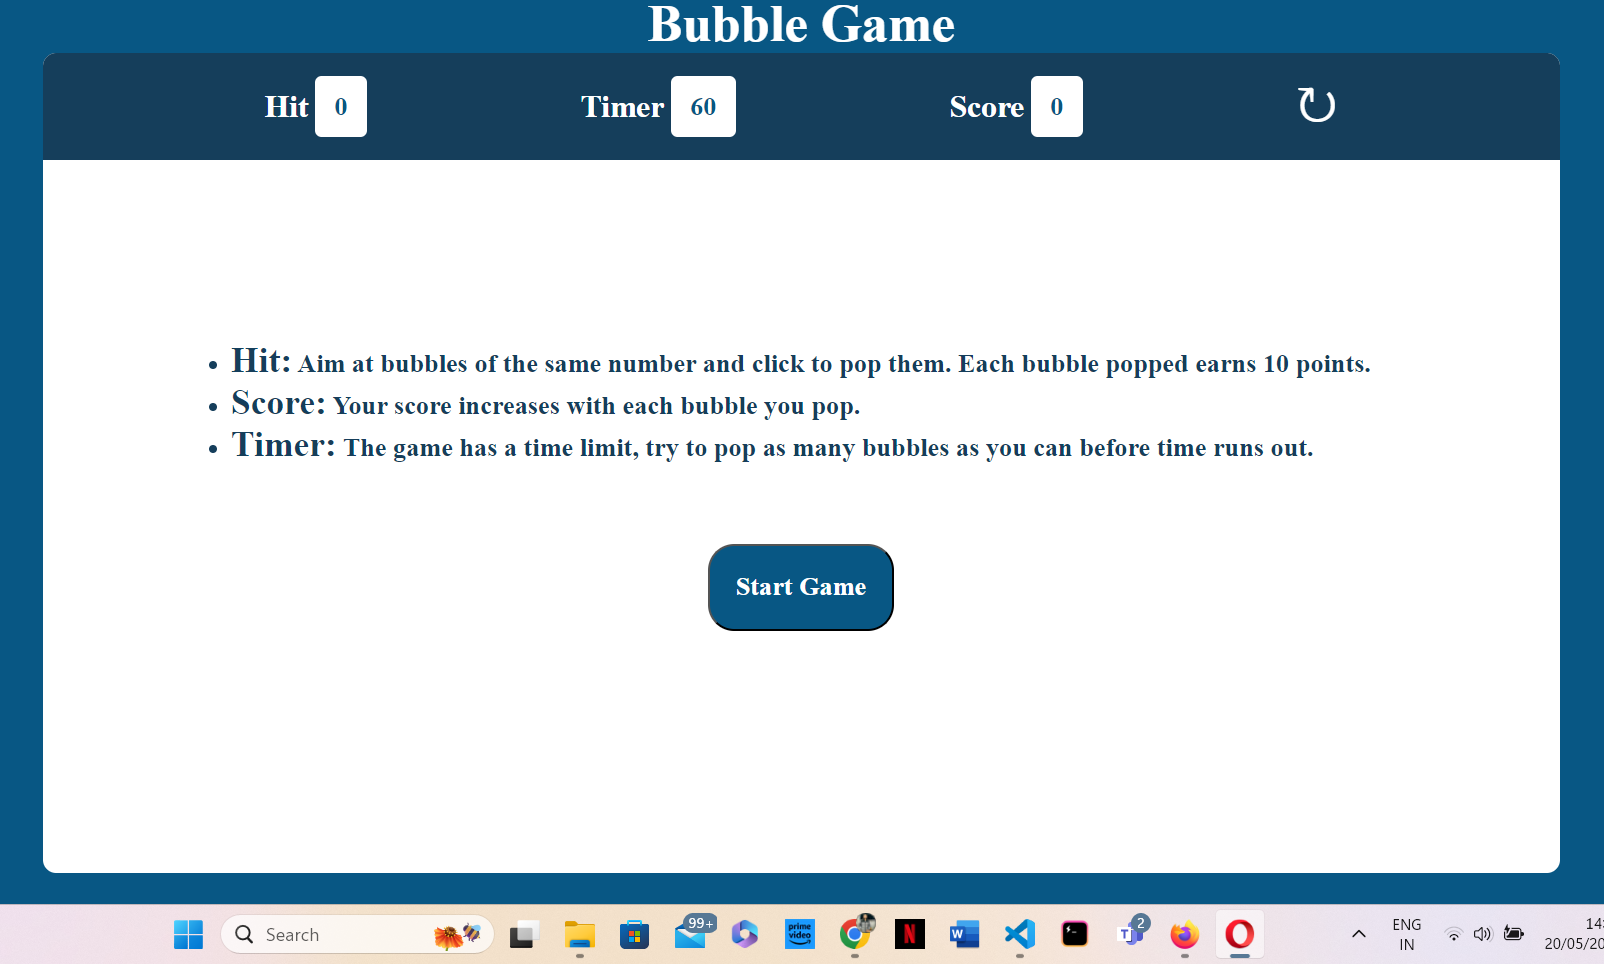 Bubble Game
Hit 0 Timer 60 Score 0
Hit: Aim at bubbles of the same number and click to pop them. Each bubble popped earns 10 points.
Score: Your score increases with each bubble you pop.
Timer: The game has a time limit, try to pop as many bubbles as you can before time runs out.
Start Game
Search
99+
prime video
N
W
T
2
ENG
IN
14:
20/05/20